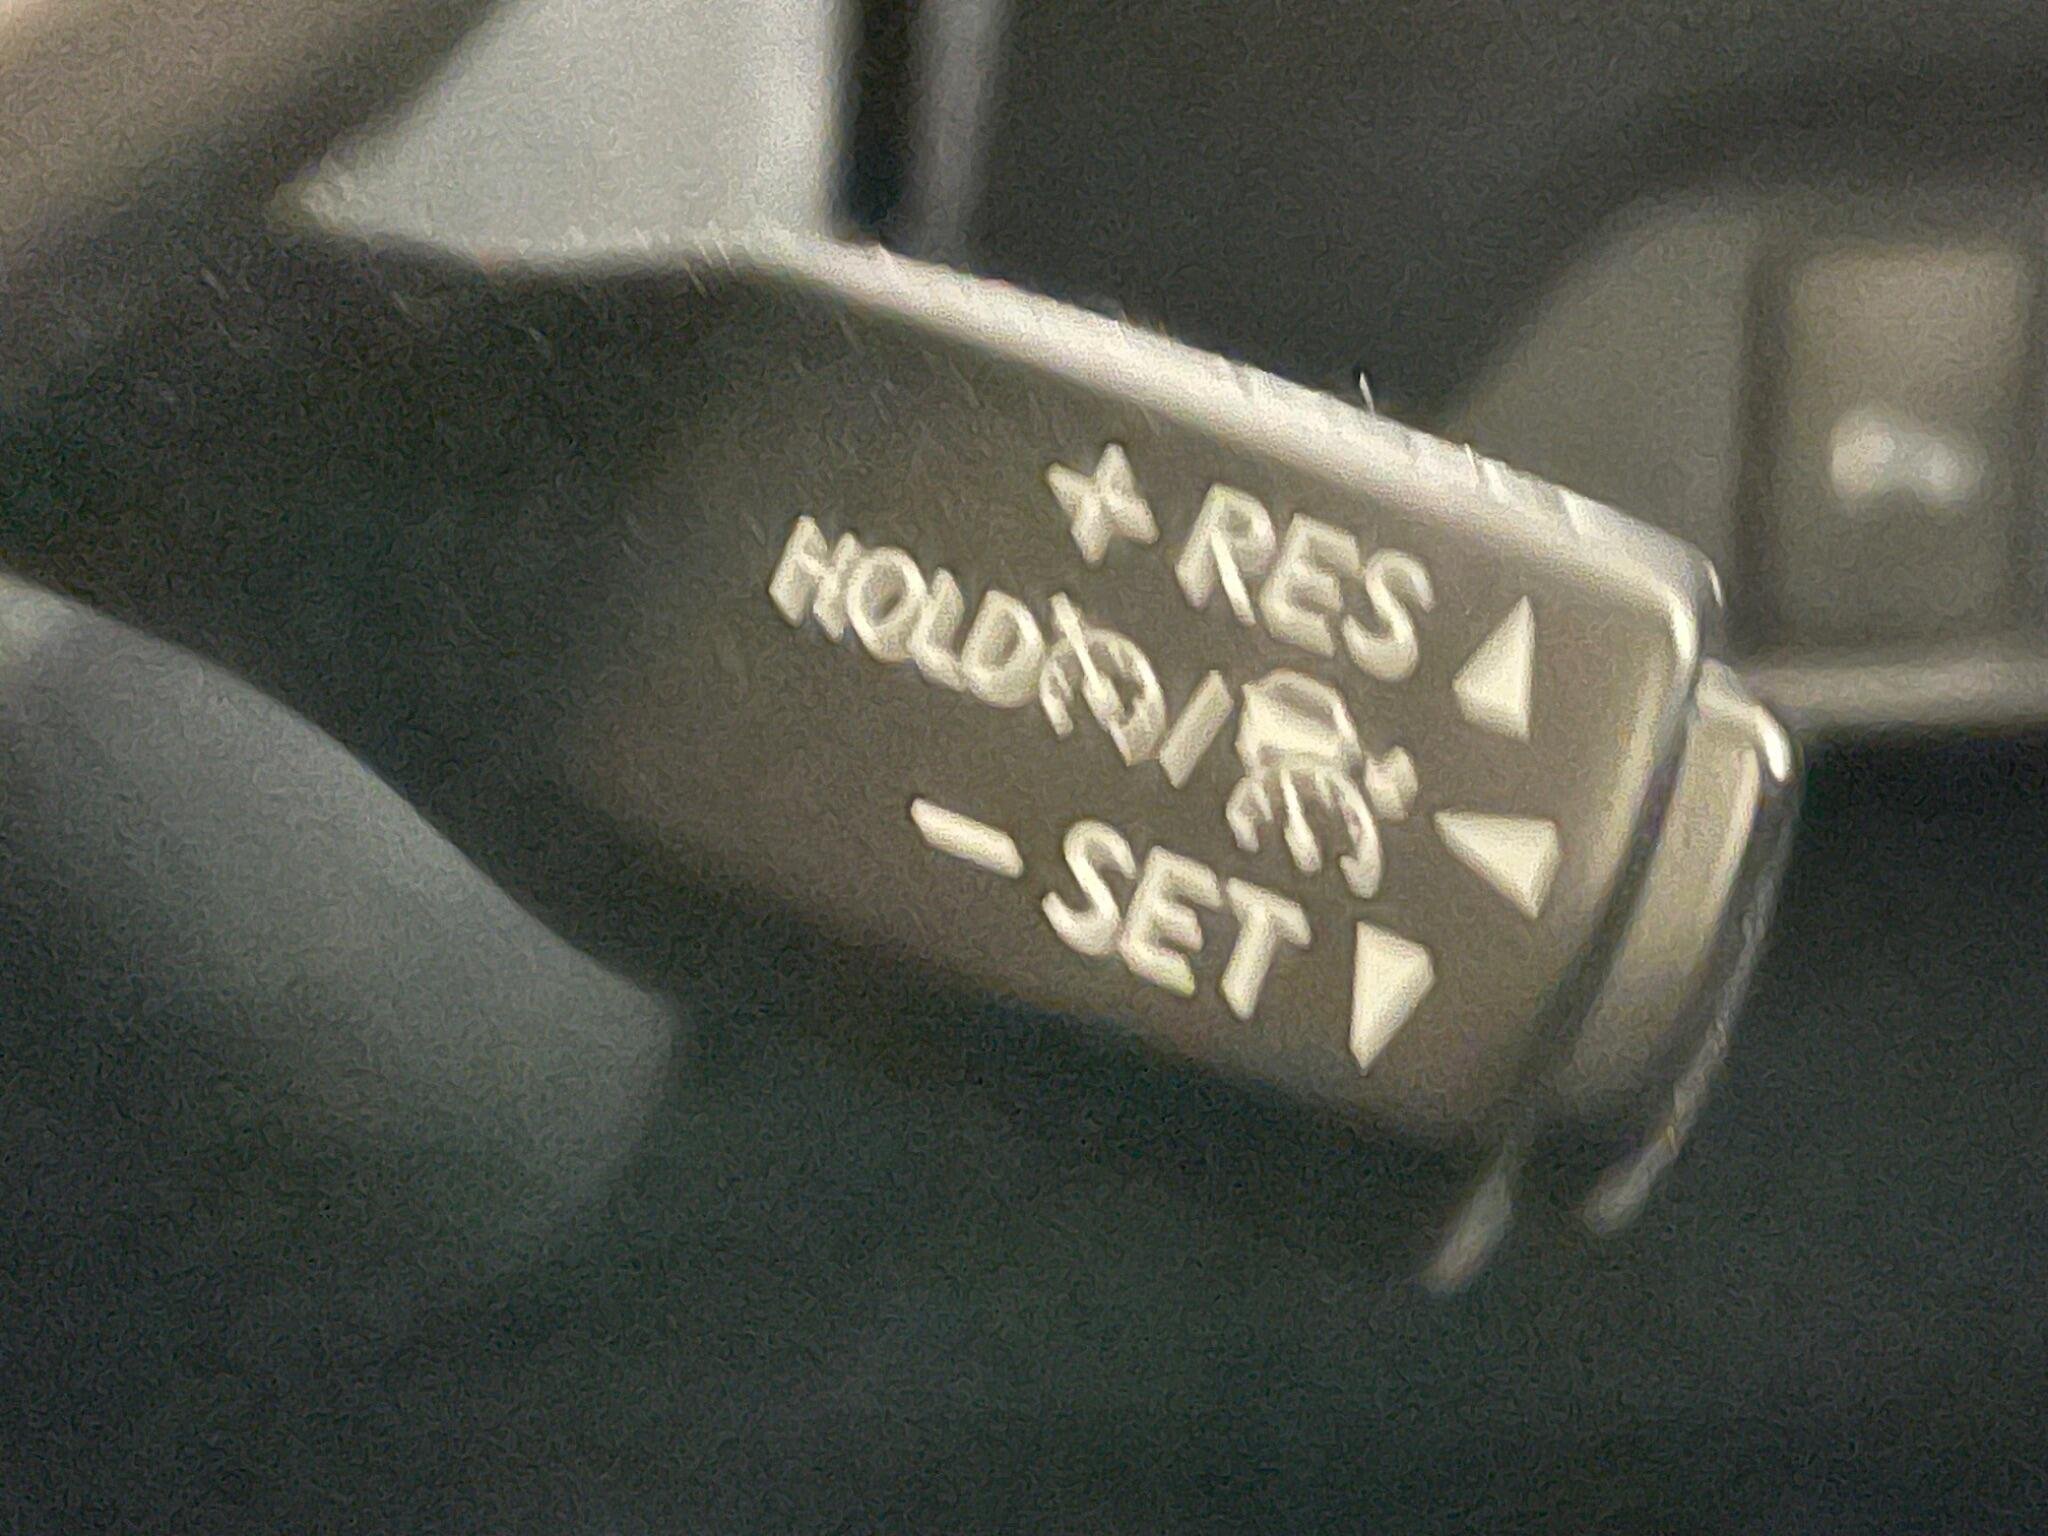 + RES
HOLD /
- SET